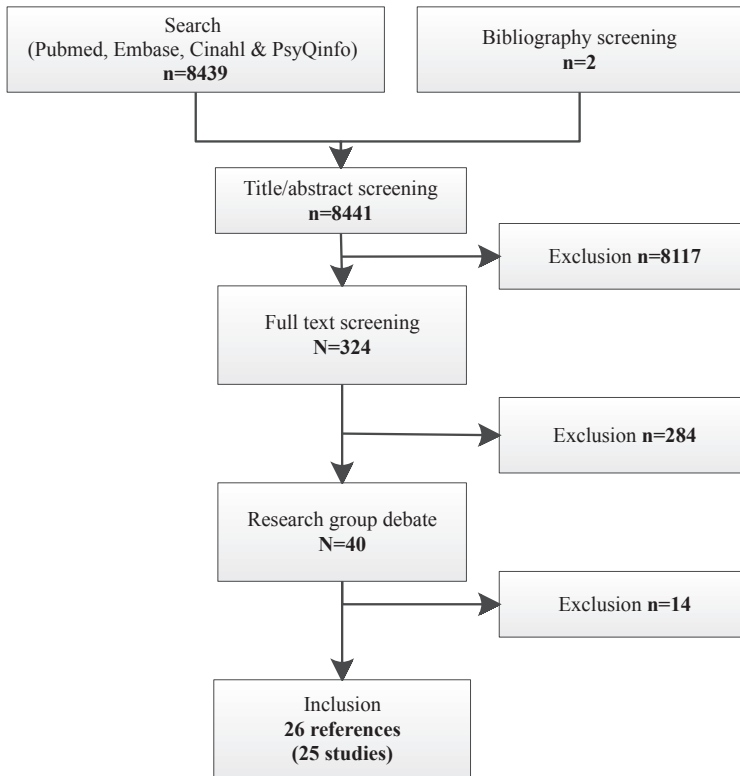 Search
(Pubmed, Embase, Cinahl & PsyQinfo)
n=8439
Bibliography screening
n=2
Title/abstract screening
n=8441
Exclusion n=8117
Full text screening
N=324
Exclusion n=284
Research group debate
N=40
Exclusion n=14
Inclusion
26 references
(25 studies)